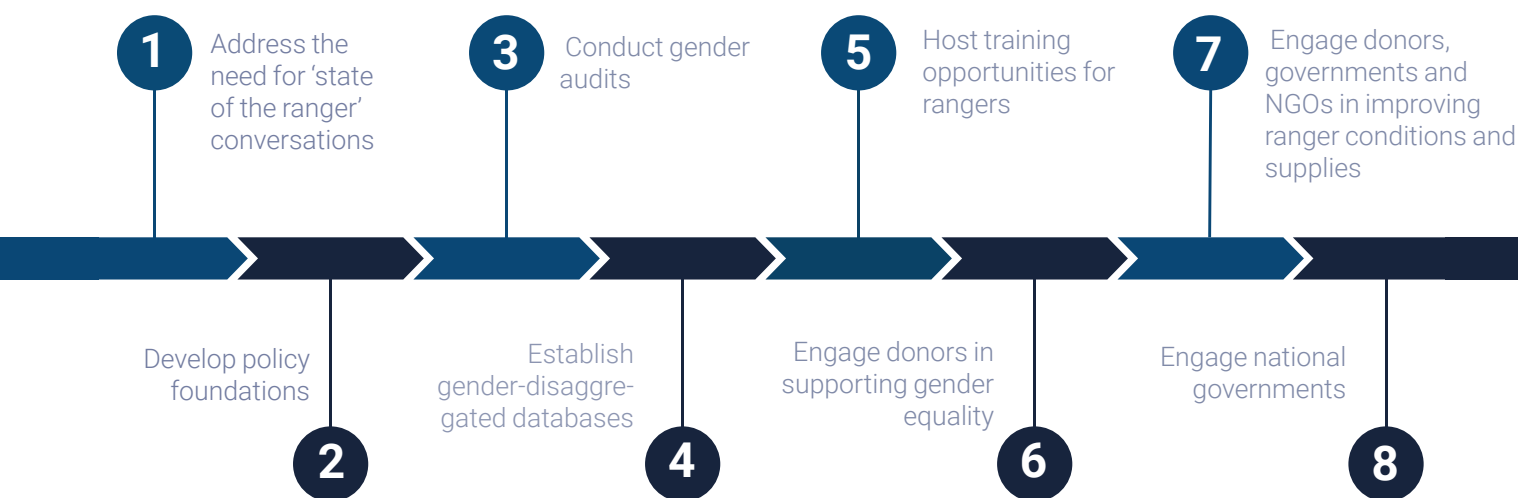 1
Address the
need for ‘state
of the ranger’
conversations
2
Develop policy
foundations
3
Conduct gender
audits
4
Establish
gender-disaggre-
gated databases
5
Host training
opportunities for
rangers
6
Engage donors in
supporting gender
equality
7
Engage donors,
governments and
NGOs in improving
ranger conditions and
supplies
8
Engage national
governments